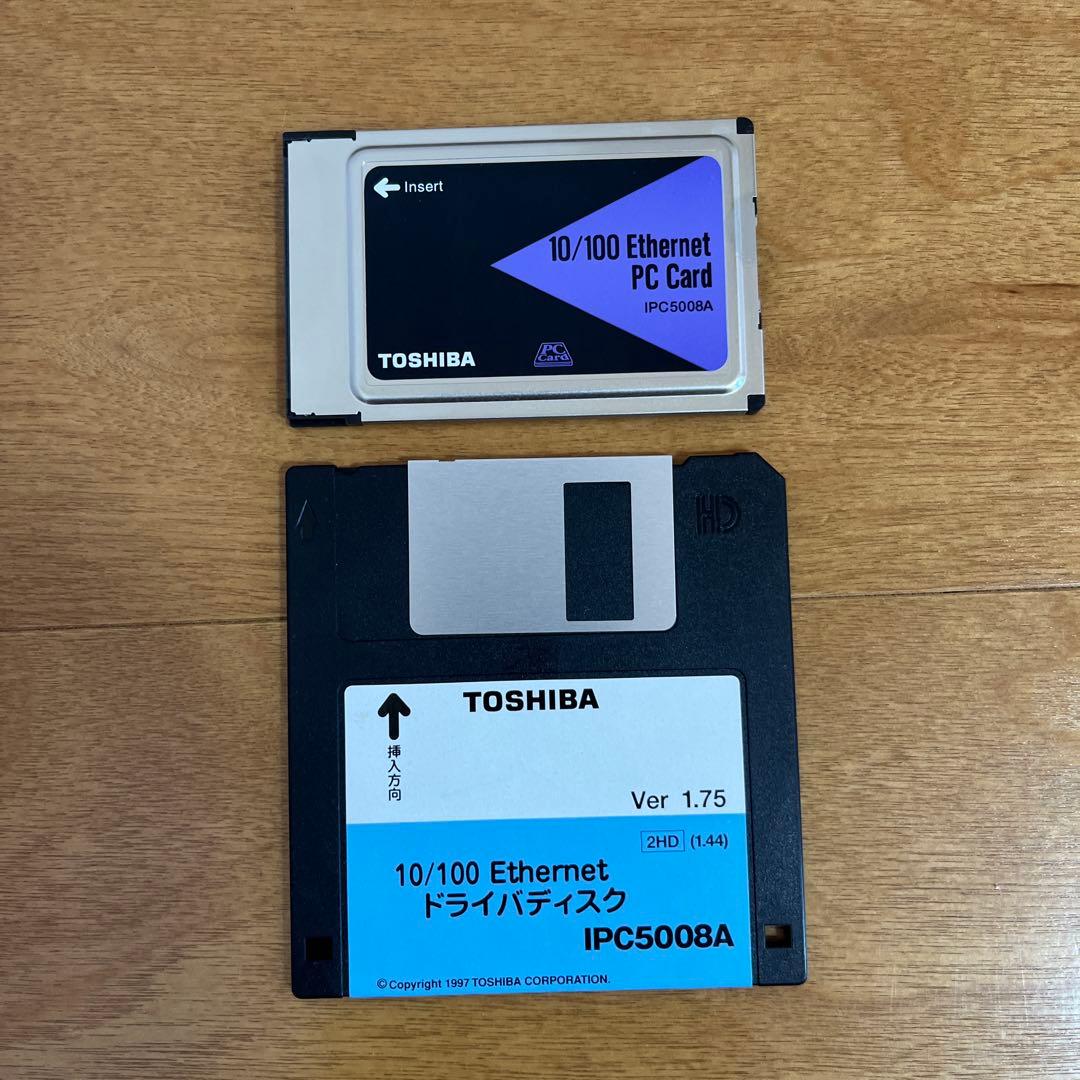 Insert
10/100 Ethernet
PC Card
IPC5008A
TOSHIBA
PC
Card
HD
TOSHIBA
挿入方向
Ver 1.75
2HD (1.44)
10/100 Ethernet
ドライバディスク
IPC5008A
© Copyright 1997 TOSHIBA CORPORATION.